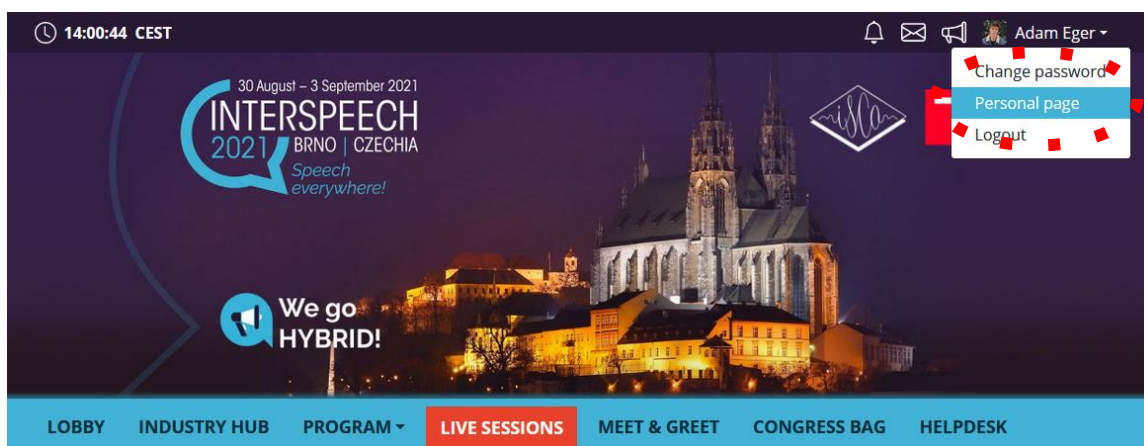 14:00:44 CEST
Adam Eger
Change password
Personal page
Logout
30 August – 3 September 2021
INTERSPEECH
2021 BRNO | CZECHIA
Speech
everywhere!
isca
We go
HYBRID!
LOBBY INDUSTRY HUB PROGRAM LIVE SESSIONS MEET & GREET CONGRESS BAG HELPDESK